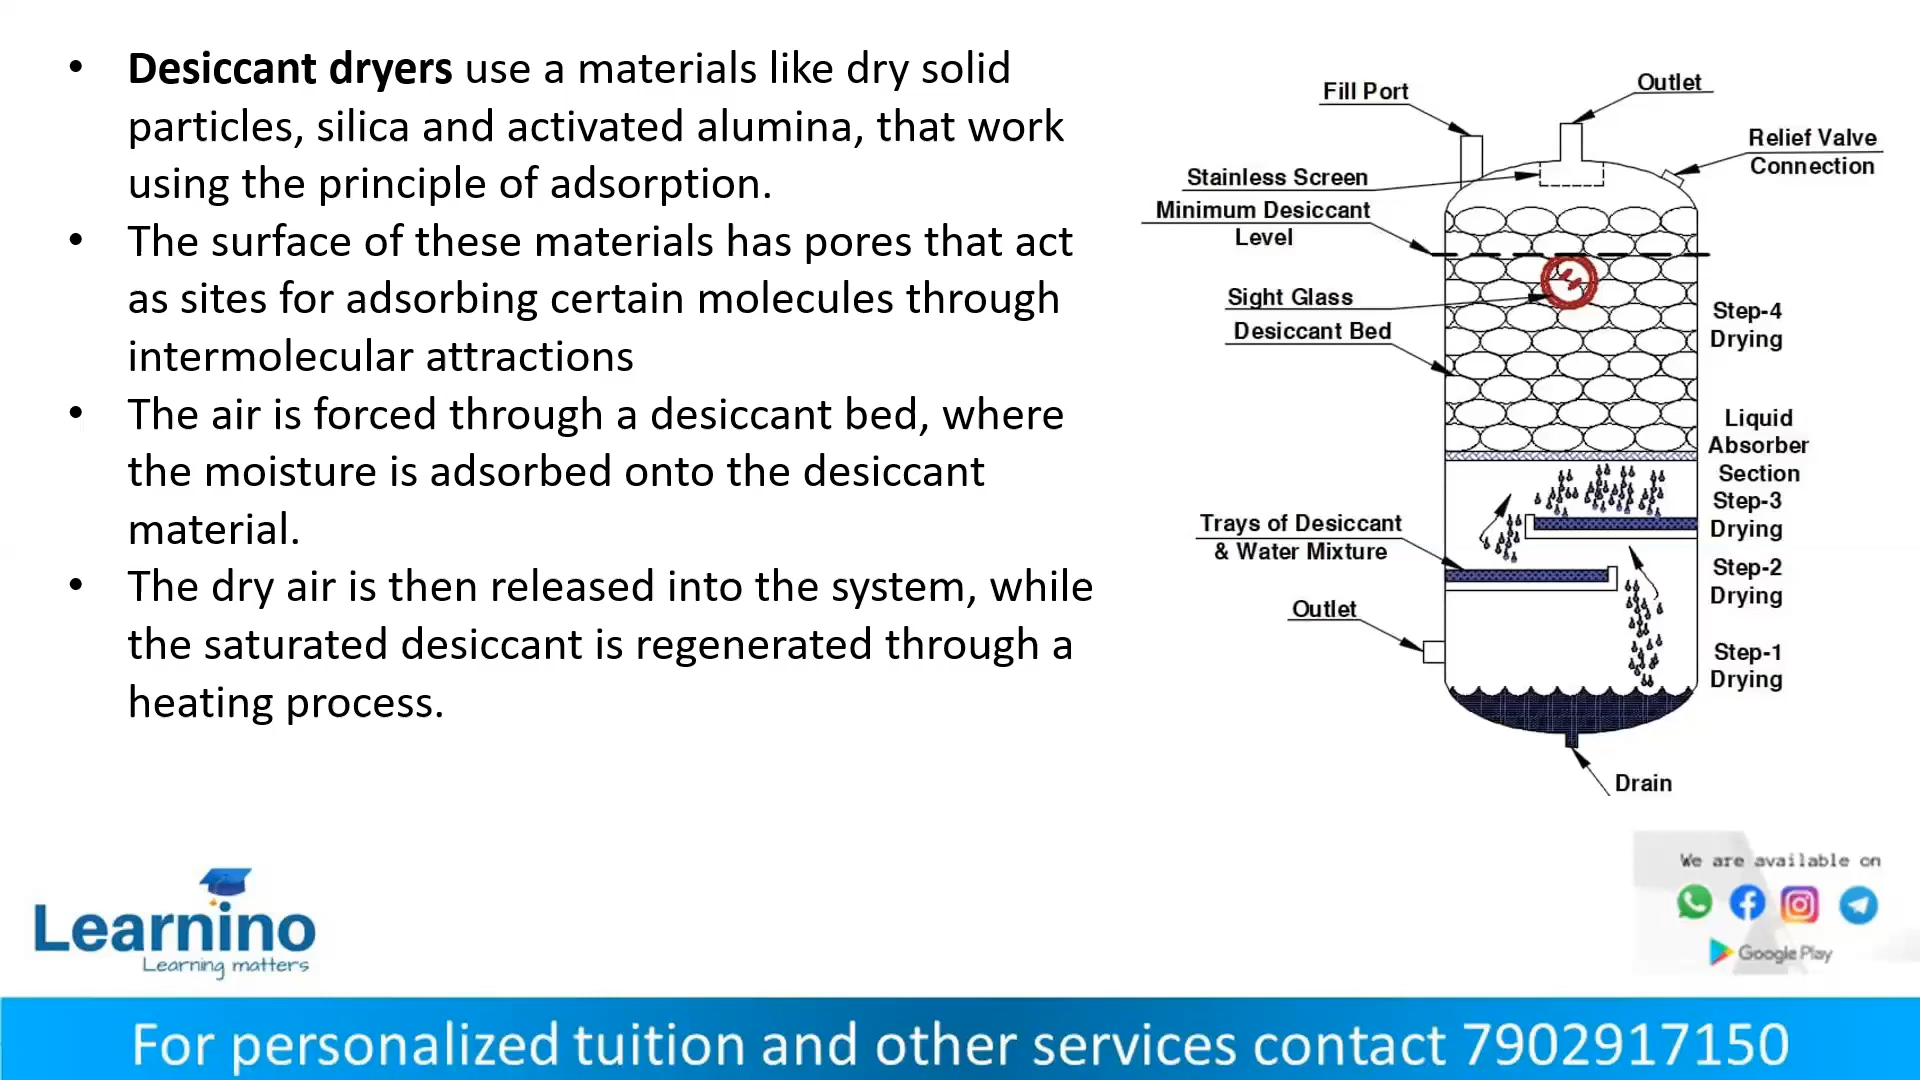 • Desiccant dryers use a materials like dry solid
particles, silica and activated alumina, that work
using the principle of adsorption.
• The surface of these materials has pores that act
as sites for adsorbing certain molecules through
intermolecular attractions
• The air is forced through a desiccant bed, where
the moisture is adsorbed onto the desiccant
material.
• The dry air is then released into the system, while
the saturated desiccant is regenerated through a
heating process.
Fill Port
Outlet
Relief Valve
Connection
Stainless Screen
Minimum Desiccant
Level
Sight Glass
Desiccant Bed
Step-4
Drying
Liquid
Absorber
Section
Step-3
Drying
Trays of Desiccant
& Water Mixture
Step-2
Drying
Outlet
Step-1
Drying
Drain
Learnino
Learning matters
We are available on
Google Play
For personalized tuition and other services contact 7902917150